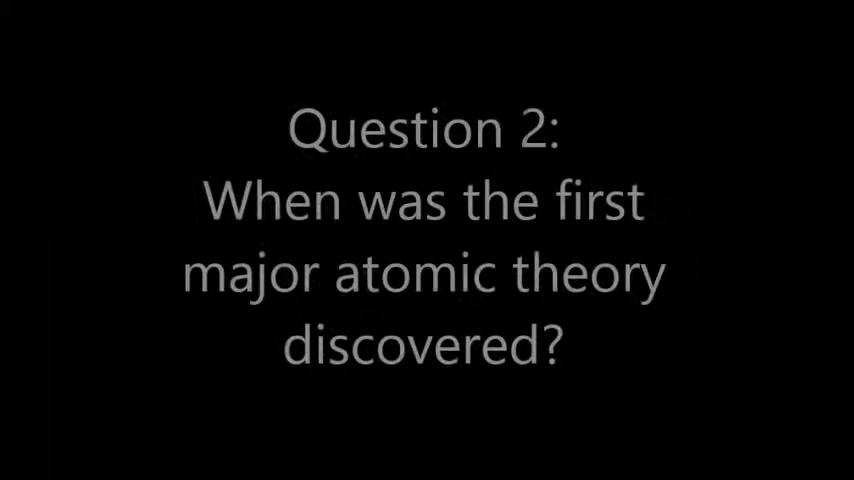 Question 2:
When was the first
major atomic theory
discovered?